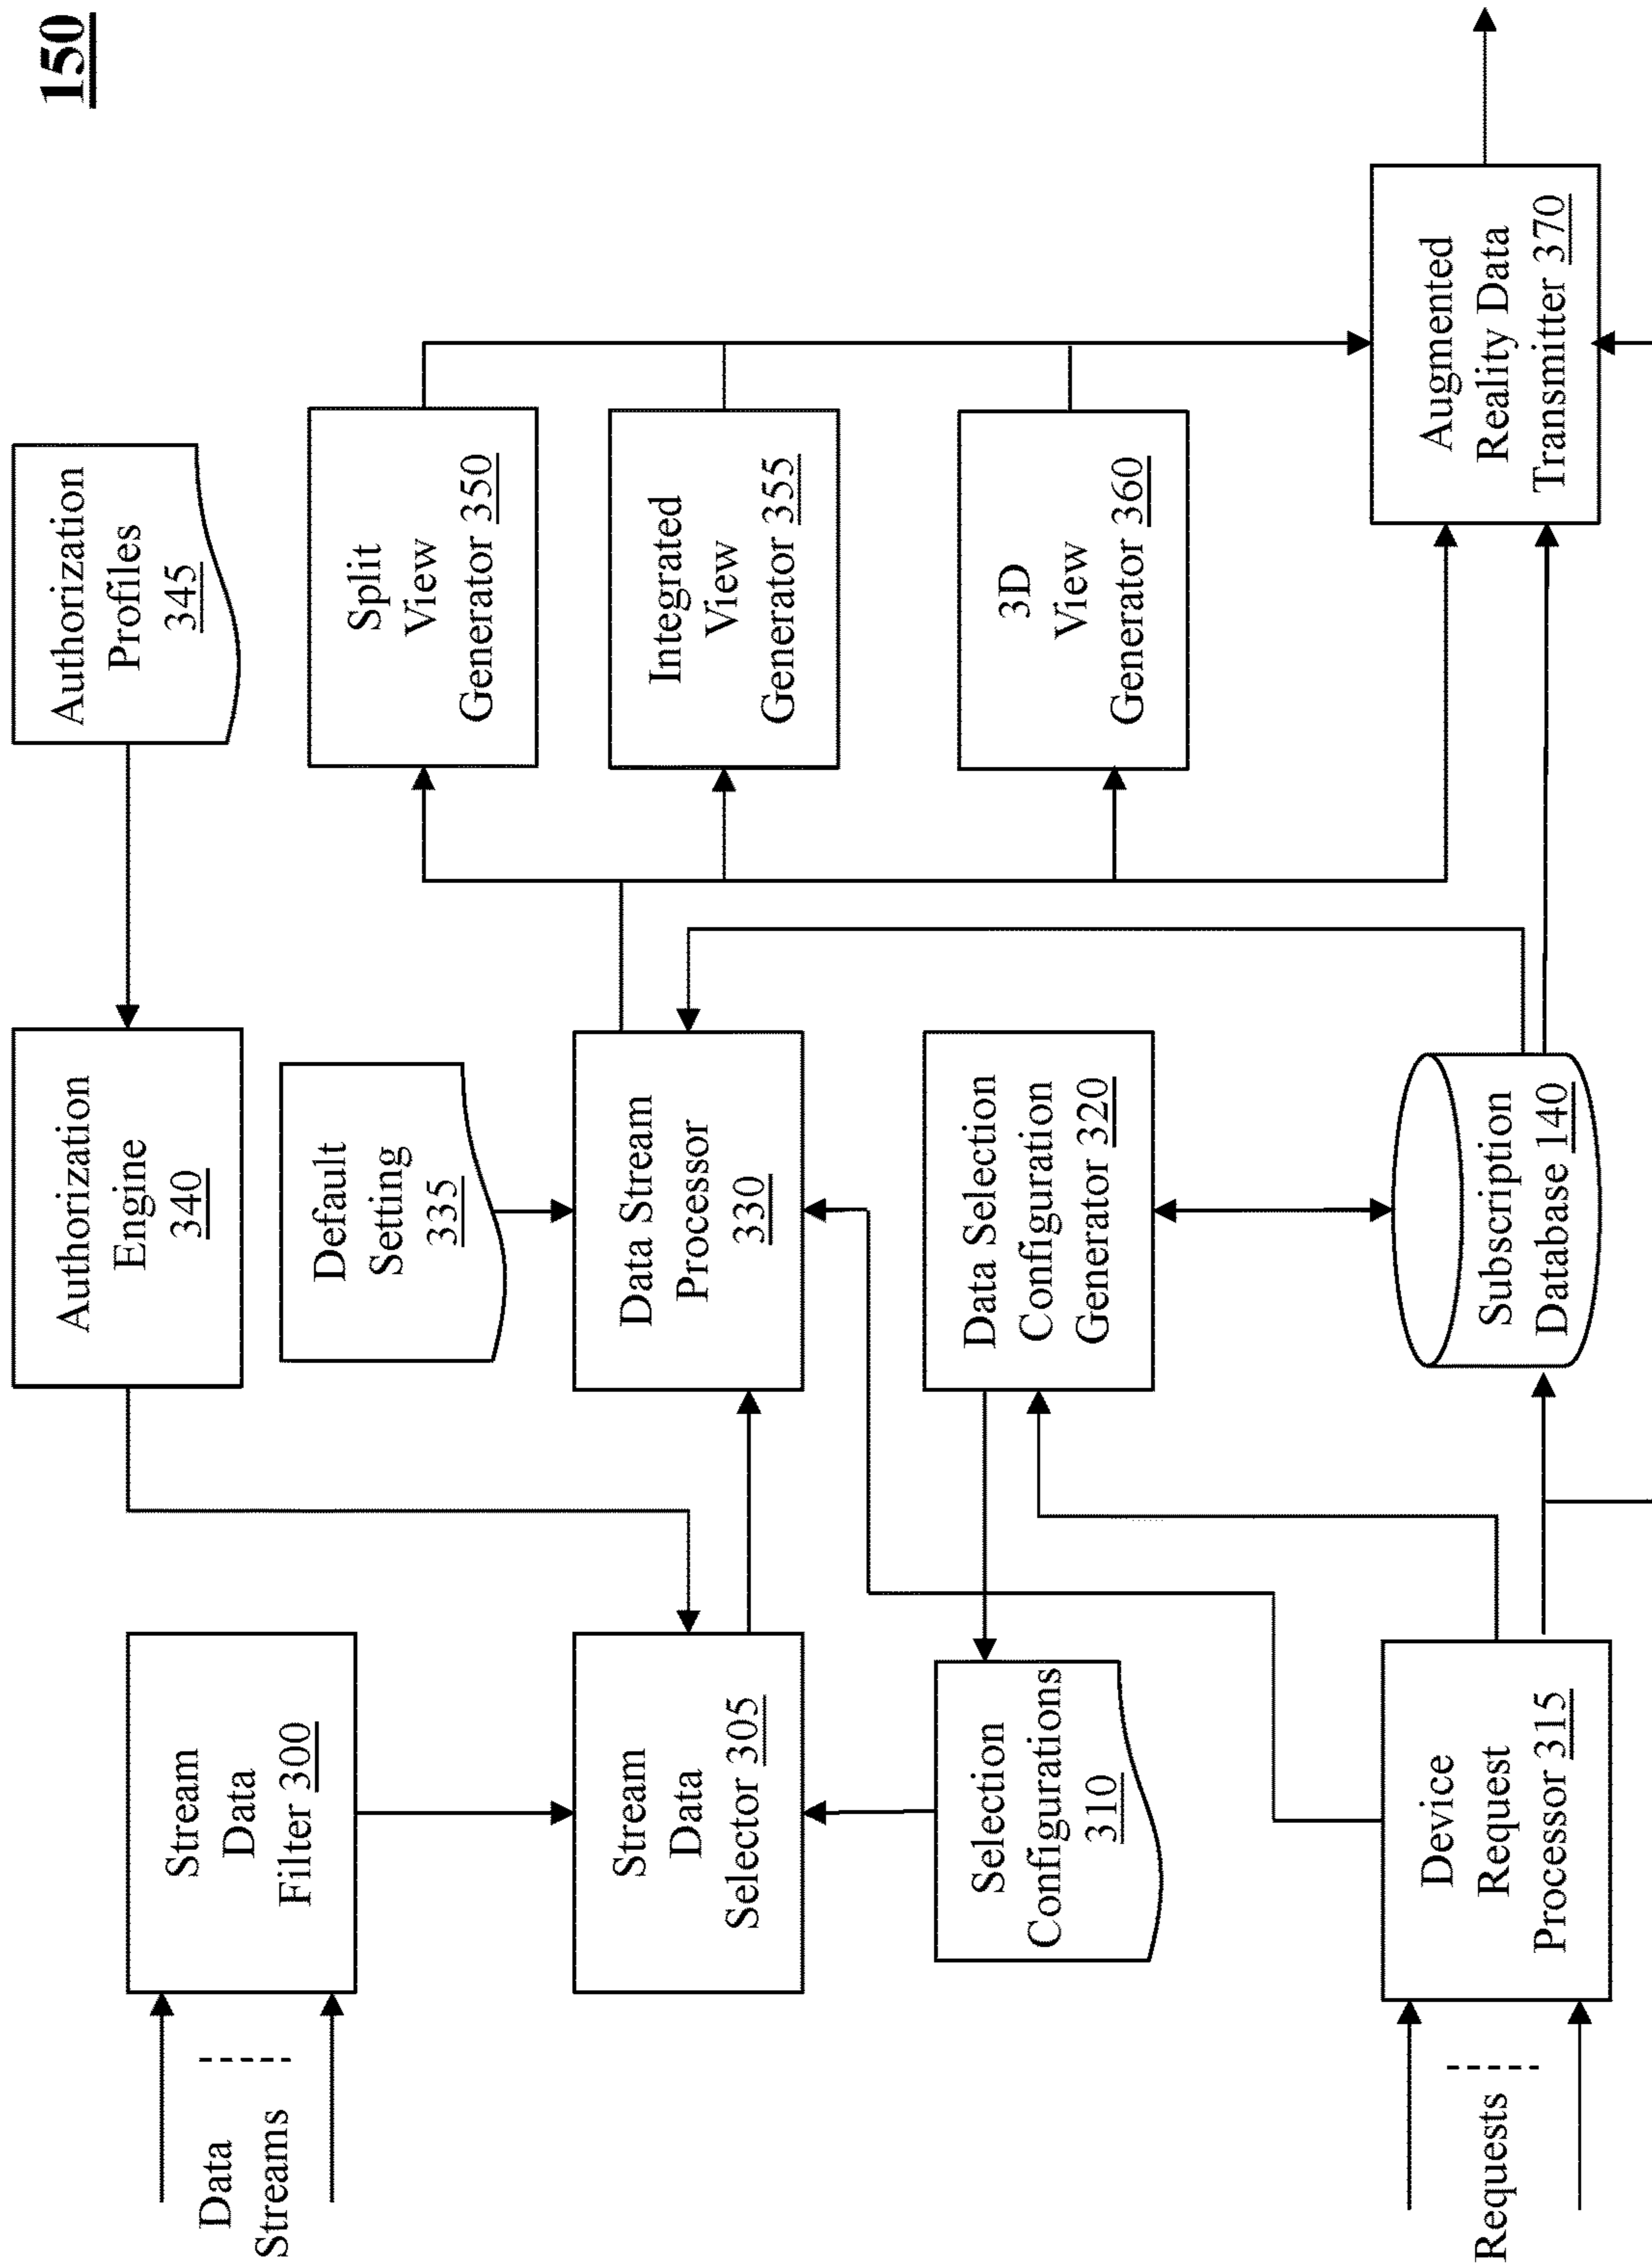 150
Data
Streams
Stream
Data
Filter 300
Authorization
Engine
340
Authorization
Profiles
345
Default
Setting
335
Stream
Data
Selector 305
Data Stream
Processor
330
Split
View
Generator 350
Integrated
View
Generator 355
Selection
Configurations
310
Data Selection
Configuration
Generator 320
3D
View
Generator 360
Requests
Device
Request
Processor 315
Subscription
Database 140
Augmented
Reality Data
Transmitter 370